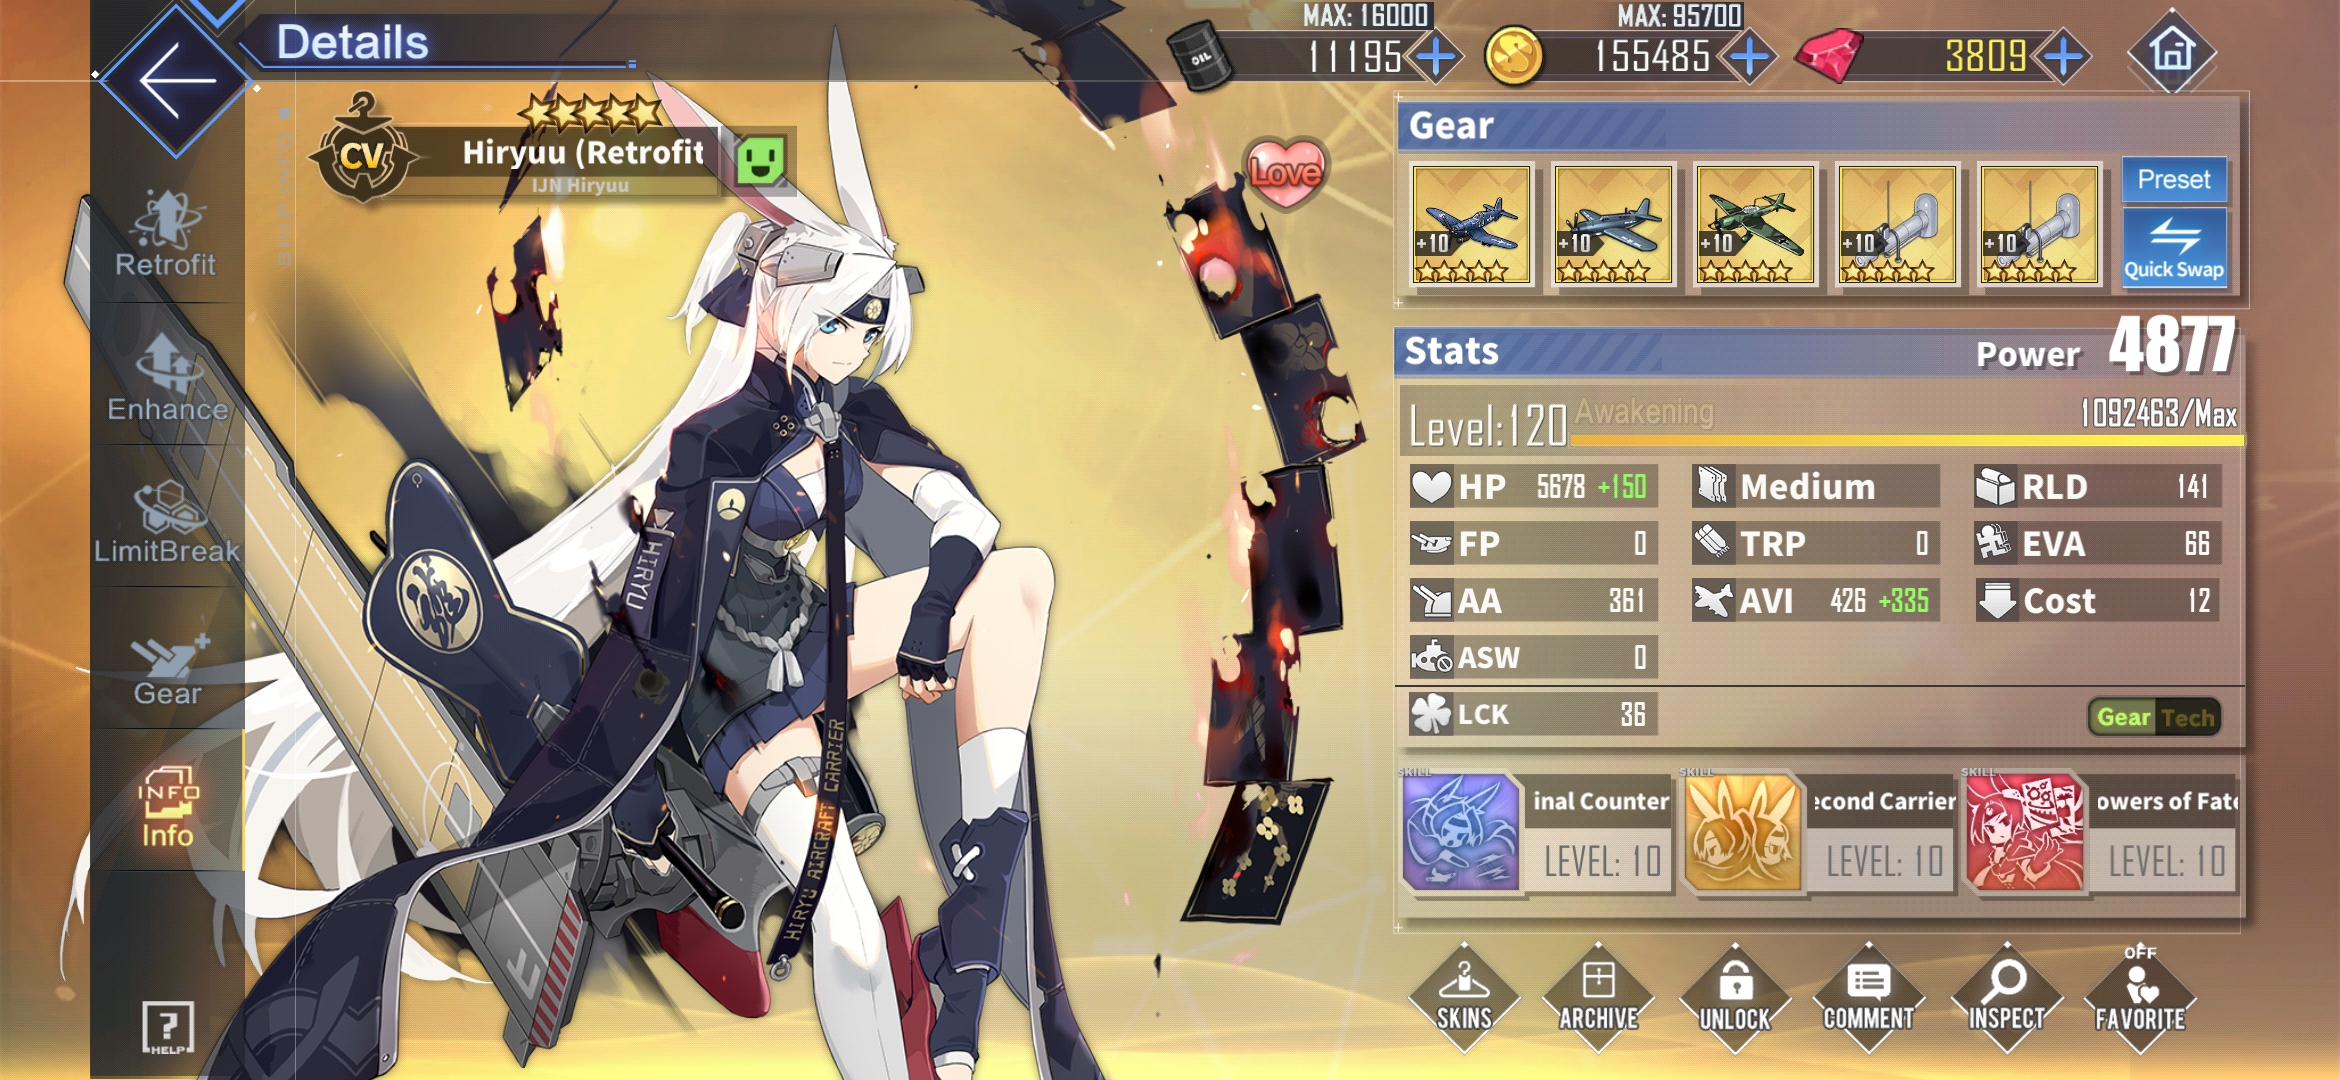 Details
MAX: 16000
11195
MAX: 95700
155485
3809
OIL
CV
Hiryuu (Retrofit
IJN Hiryuu
Love
Retrofit
Enhance
LimitBreak
Gear
INFO
Info
?
HELP
HIRYU
HIRYU AIRCRAFT CARRIER
Gear
+10
+10
+10
+10
+10
Preset
Quick Swap
Stats
Power 4877
Level:120 Awakening 1092463/Max
HP 5678 +150
Medium
RLD 141
FP 0
TRP 0
EVA 66
AA 361
AVI 426 +335
Cost 12
ASW 0
LCK 36
Gear Tech
SKILL
inal Counter
LEVEL: 10
SKILL
econd Carrier
LEVEL: 10
SKILL
owers of Fate
LEVEL: 10
SKINS
ARCHIVE
UNLOCK
COMMENT
INSPECT
OFF
FAVORITE